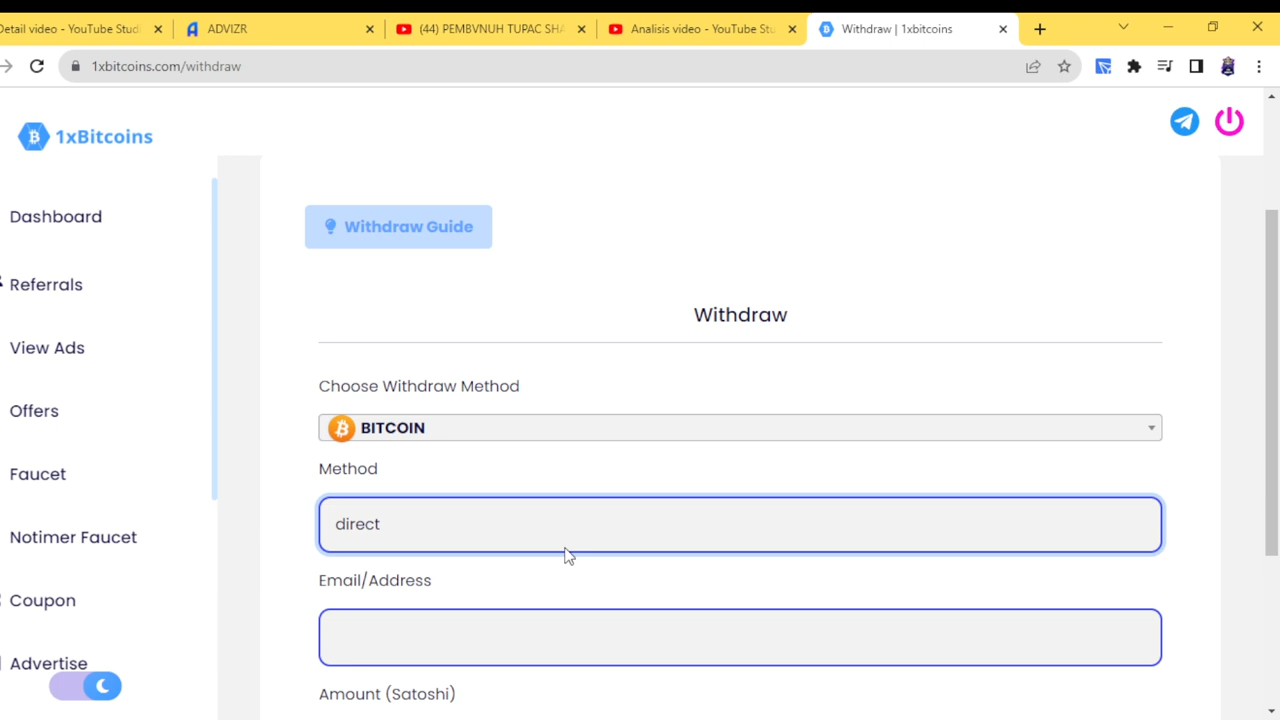 Detail video - YouTube Studi
ADVIZR
(44) PEMBVNUH TUPAC SHA
Analisis video - YouTube Stu
Withdraw | 1xbitcoins
1xbitcoins.com/withdraw
1xBitcoins
Dashboard
Referrals
View Ads
Offers
Faucet
Notimer Faucet
Coupon
Advertise
Withdraw Guide
Withdraw
Choose Withdraw Method
BITCOIN
Method
direct
Email/Address
Amount (Satoshi)